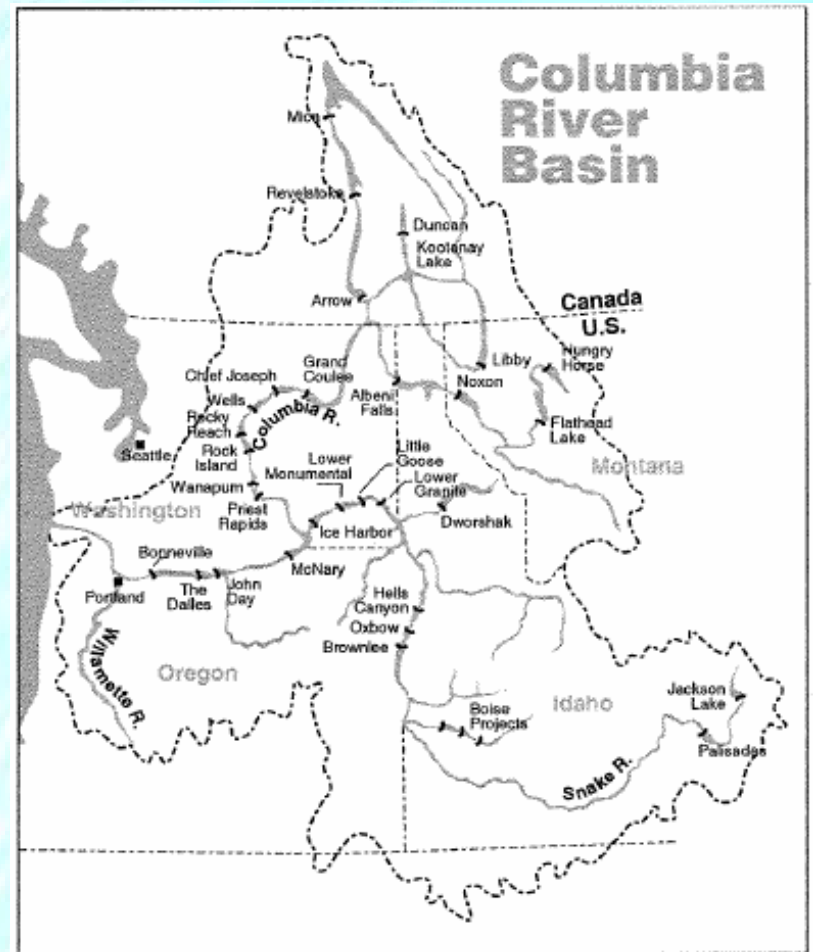 Columbia
River
Basin
Mica
Revelstoke
Duncan
Kootenay
Lake
Arrow
Canada
U.S.
Libby
Hungry
Horse
Noxon
Albeni
Falls
Grand
Coulee
Chief Joseph
Wells
Rocky
Reach
Columbia R.
Flathead
Lake
Seattle
Rock
Island
Little
Goose
Lower
Monumental
Lower
Granite
Montana
Wanapum
Washington
Priest
Rapids
Ice Harbor
Dworshak
Bonneville
McNary
Portland
The
Dalles
John
Day
Hells
Canyon
Oxbow
Brownlee
Willamette R.
Oregon
Idaho
Boise
Projects
Jackson
Lake
Palisades
Snake R.